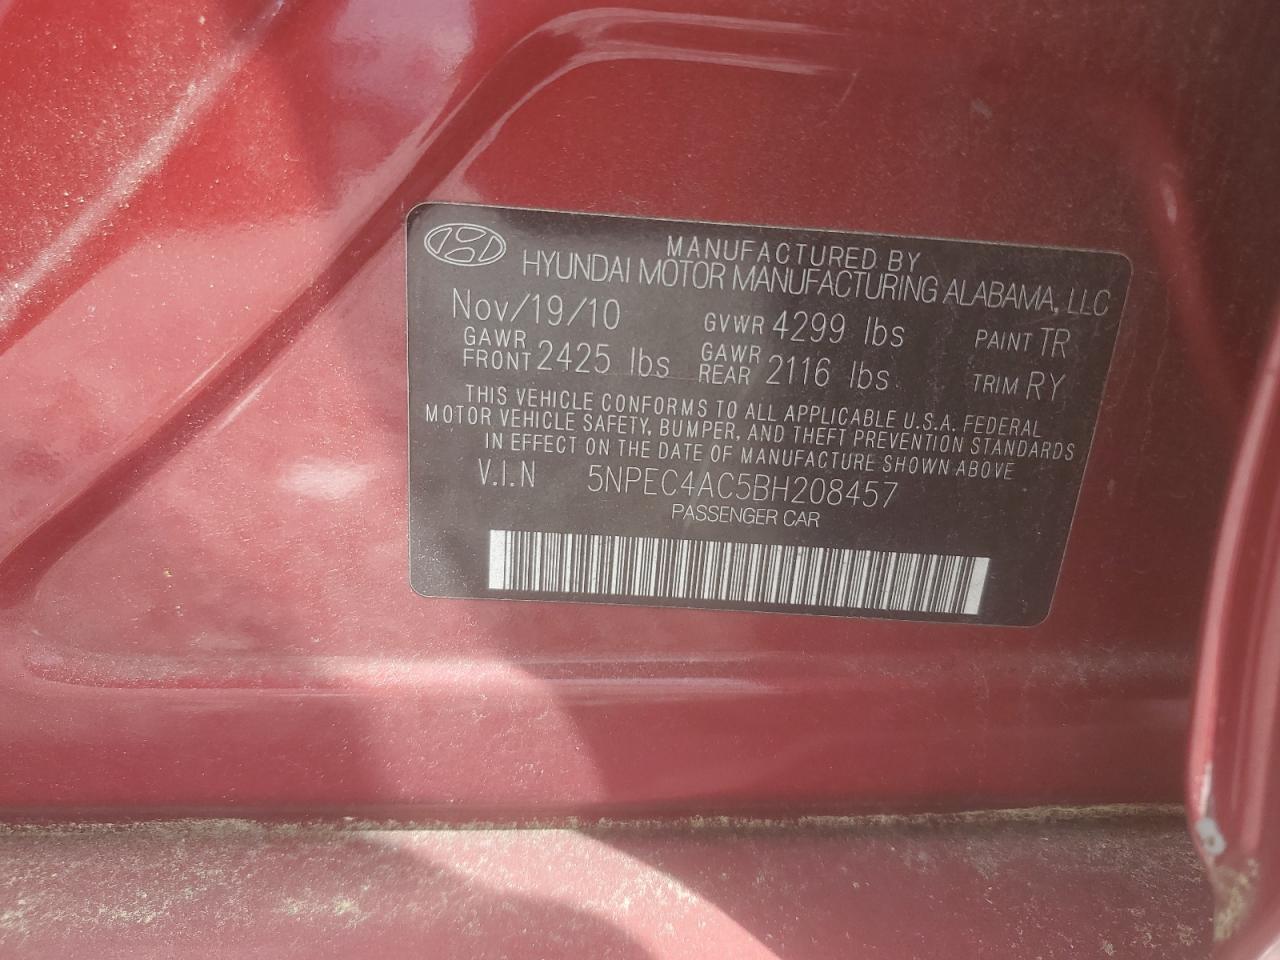 MANUFACTURED BY
HYUNDAI MOTOR MANUFACTURING ALABAMA, LLC
Nov/19/10 GVWR 4299 lbs PAINT TR
GAWR FRONT 2425 lbs GAWR REAR 2116 lbs TRIM RY
THIS VEHICLE CONFORMS TO ALL APPLICABLE U.S.A. FEDERAL
MOTOR VEHICLE SAFETY, BUMPER, AND THEFT PREVENTION STANDARDS
IN EFFECT ON THE DATE OF MANUFACTURE SHOWN ABOVE
V.I.N 5NPEC4AC5BH208457
PASSENGER CAR